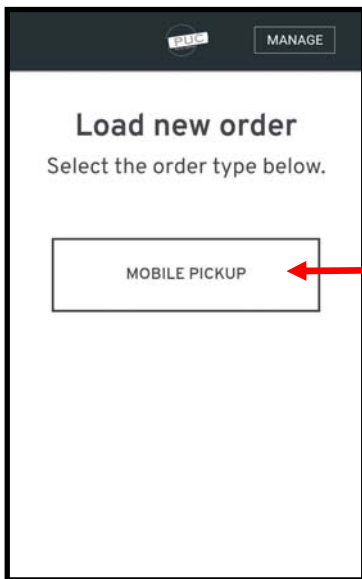 PUC
MANAGE
Load new order
Select the order type below.
MOBILE PICKUP